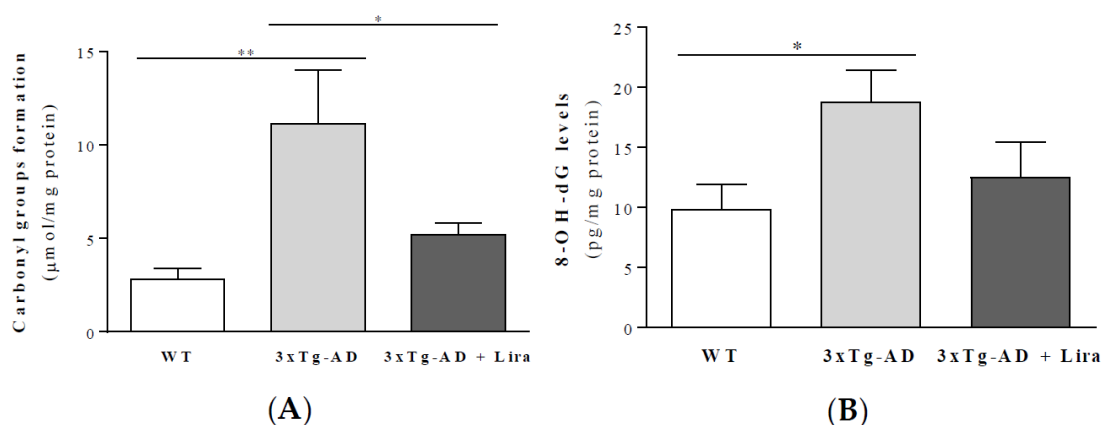 *
**
Carbonyl groups formation
(μmol/mg protein)
15
10
5
0
WT
3xTg-AD
3xTg-AD + Lira
(A)
*
8-OH-dG levels
(pg/mg protein)
25
20
15
10
5
0
WT
3xTg-AD
3xTg-AD + Lira
(B)